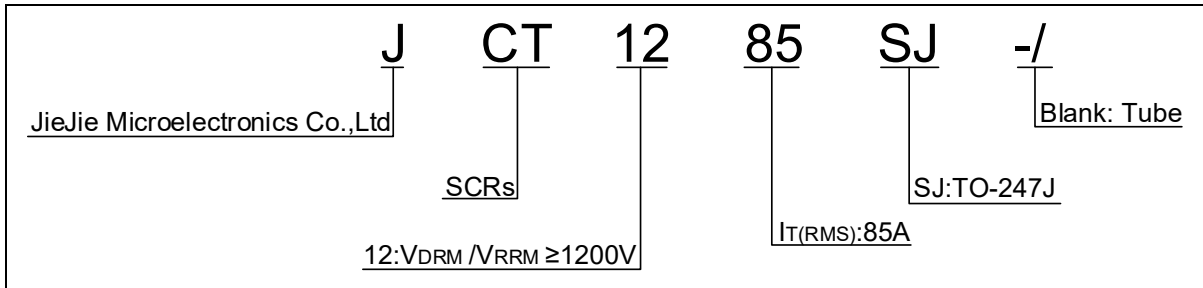 J CT 12 85 SJ -/
JieJie Microelectronics Co.,Ltd
Blank: Tube
SCRs
SJ:TO-247J
12:VDRM /VRRM ≥1200V
IT(RMS):85A